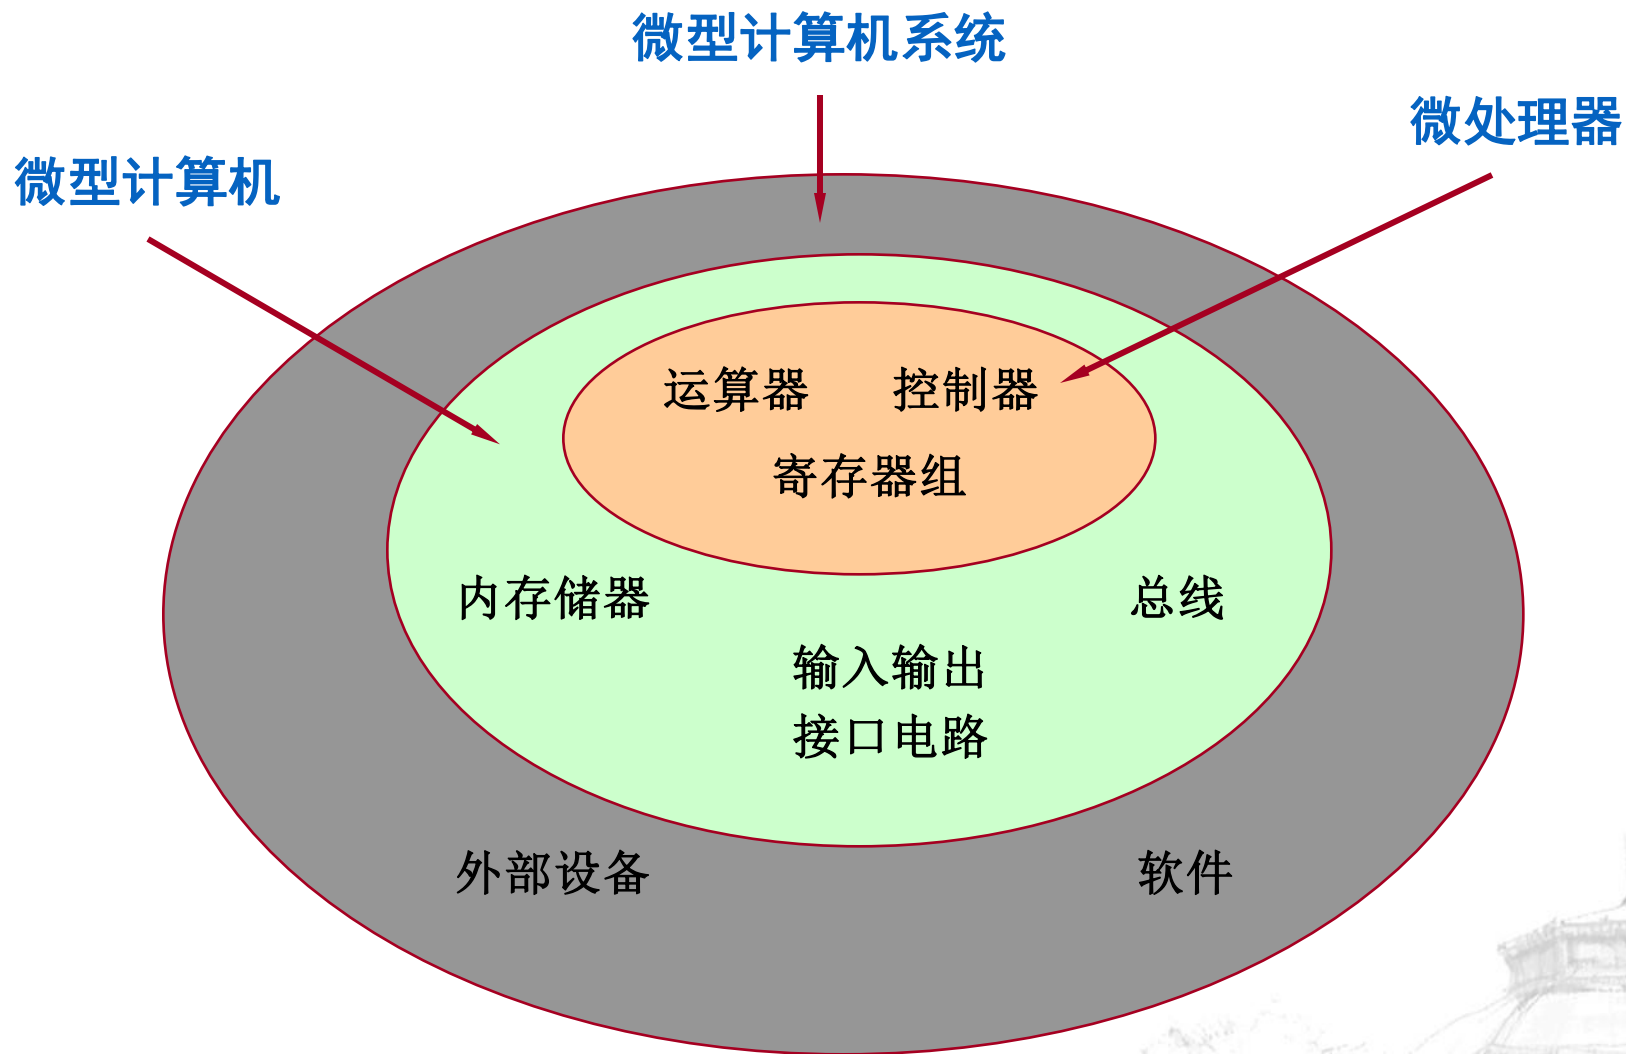 微型计算机系统
微处理器
微型计算机
运算器 控制器
寄存器组
内存储器 总线
输入输出
接口电路
外部设备 软件